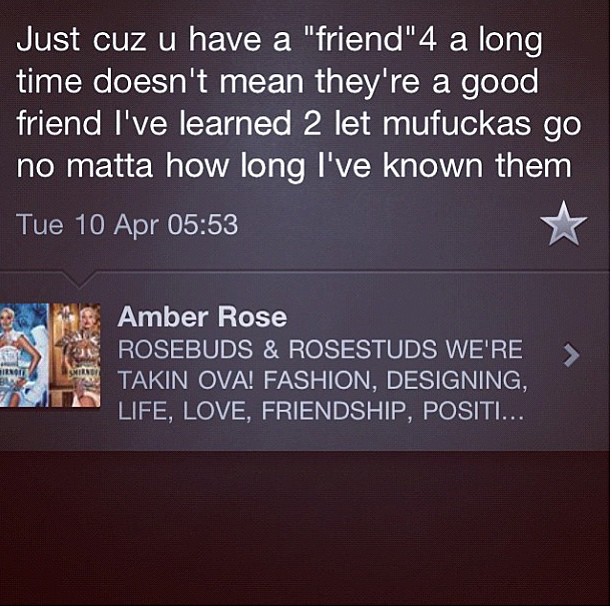 Just cuz u have a "friend"4 a long
time doesn't mean they're a good
friend I've learned 2 let mufuckas go
no matta how long I've known them
Tue 10 Apr 05:53
Amber Rose
ROSEBUDS & ROSESTUDS WE'RE
TAKIN OVA! FASHION, DESIGNING,
LIFE, LOVE, FRIENDSHIP, POSITI...